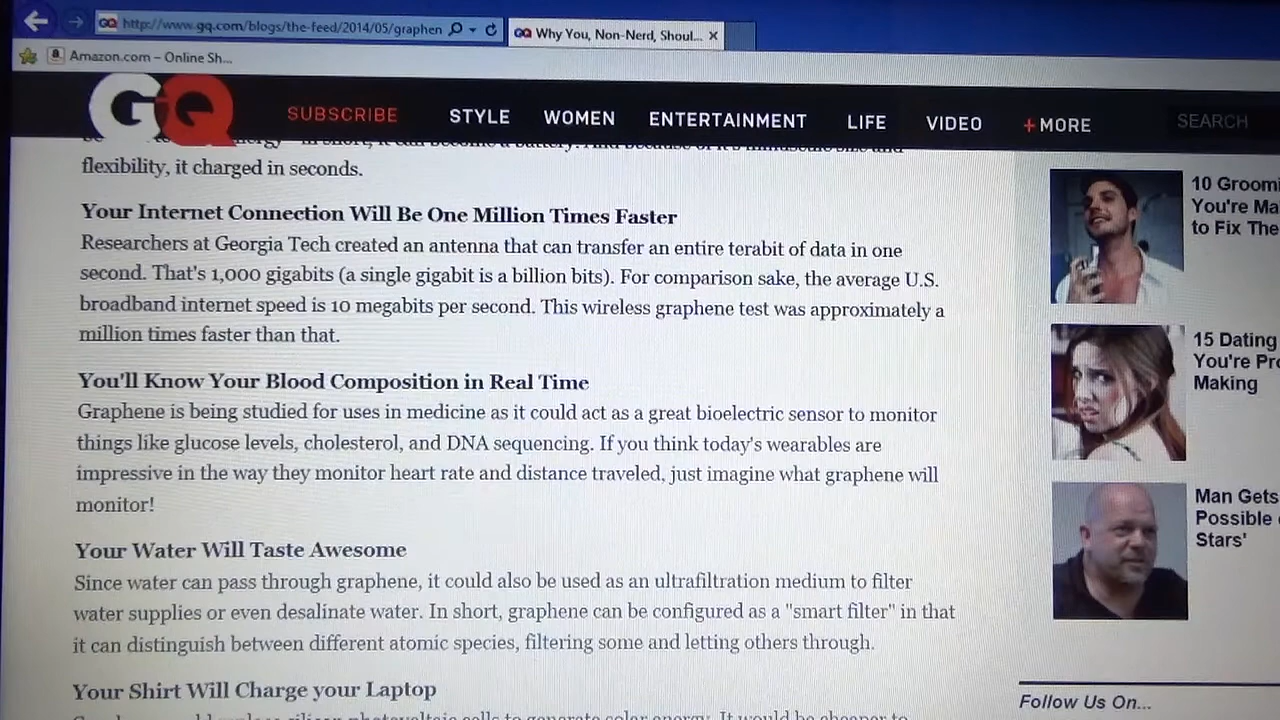 http://www.gq.com/blogs/the-feed/2014/05/graphen
GQ Why You, Non-Nerd, Shoul...
Amazon.com – Online Sh...
GQ SUBSCRIBE STYLE WOMEN ENTERTAINMENT LIFE VIDEO +MORE SEARCH
flexibility, it charged in seconds.
Your Internet Connection Will Be One Million Times Faster
Researchers at Georgia Tech created an antenna that can transfer an entire terabit of data in one
second. That's 1,000 gigabits (a single gigabit is a billion bits). For comparison sake, the average U.S.
broadband internet speed is 10 megabits per second. This wireless graphene test was approximately a
million times faster than that.
You'll Know Your Blood Composition in Real Time
Graphene is being studied for uses in medicine as it could act as a great bioelectric sensor to monitor
things like glucose levels, cholesterol, and DNA sequencing. If you think today's wearables are
impressive in the way they monitor heart rate and distance traveled, just imagine what graphene will
monitor!
Your Water Will Taste Awesome
Since water can pass through graphene, it could also be used as an ultrafiltration medium to filter
water supplies or even desalinate water. In short, graphene can be configured as a "smart filter" in that
it can distinguish between different atomic species, filtering some and letting others through.
Your Shirt Will Charge your Laptop
10 Groomi
You're Ma
to Fix The
15 Dating
You're Pro
Making
Man Gets
Possible
Stars'
Follow Us On...